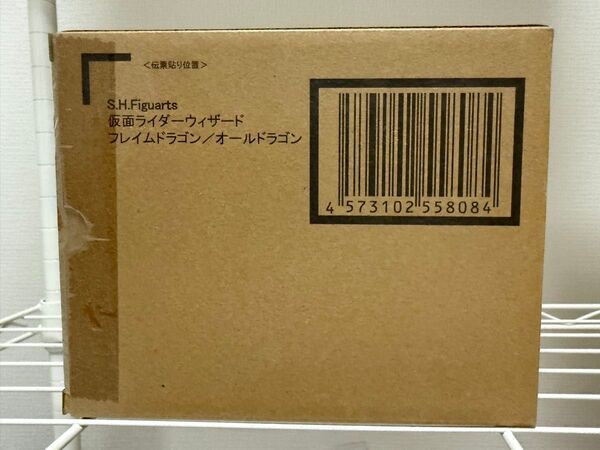 ＜伝票貼り位置＞
S.H.Figuarts
仮面ライダーウィザード
フレイムドラゴン／オールドラゴン
4 573102 558084